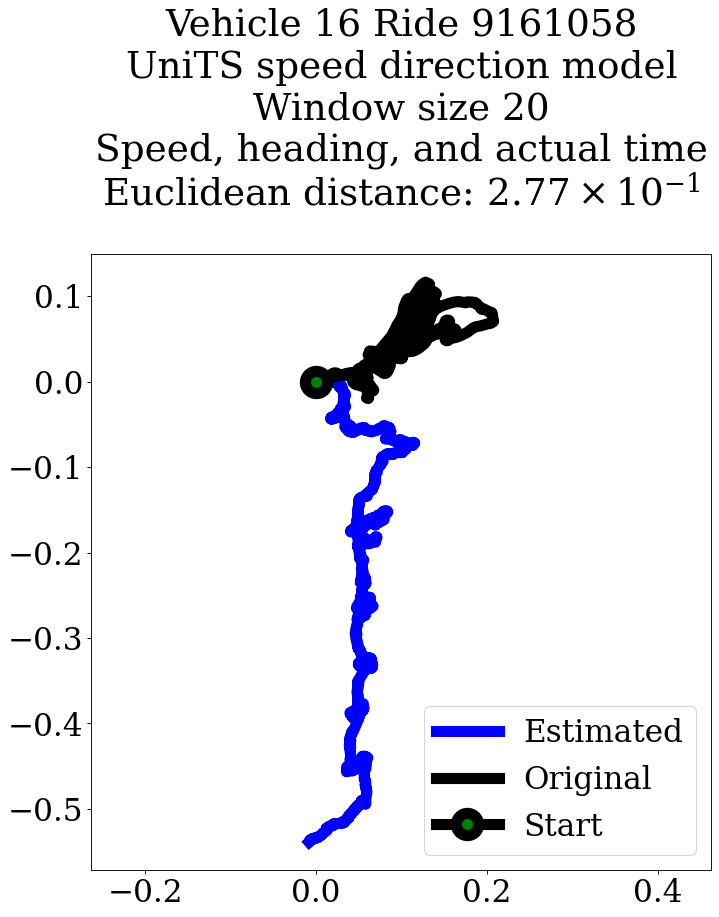 Vehicle 16 Ride 9161058
UniTS speed direction model
Window size 20
Speed, heading, and actual time
Euclidean distance: 2.77 × 10⁻¹
0.1
0.0
−0.1
−0.2
−0.3
−0.4
−0.5
Estimated
Original
Start
−0.2 0.0 0.2 0.4